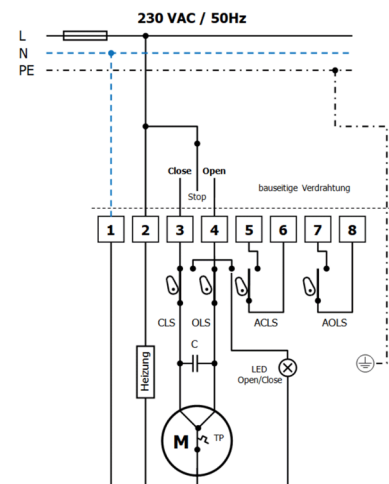 230 VAC / 50Hz
L
N
PE
Close Open
Stop
bauseitige Verdrahtung
1 2 3 4 5 6 7 8
CLS OLS ACLS AOLS
C
Heizung
LED
Open/Close
M TP